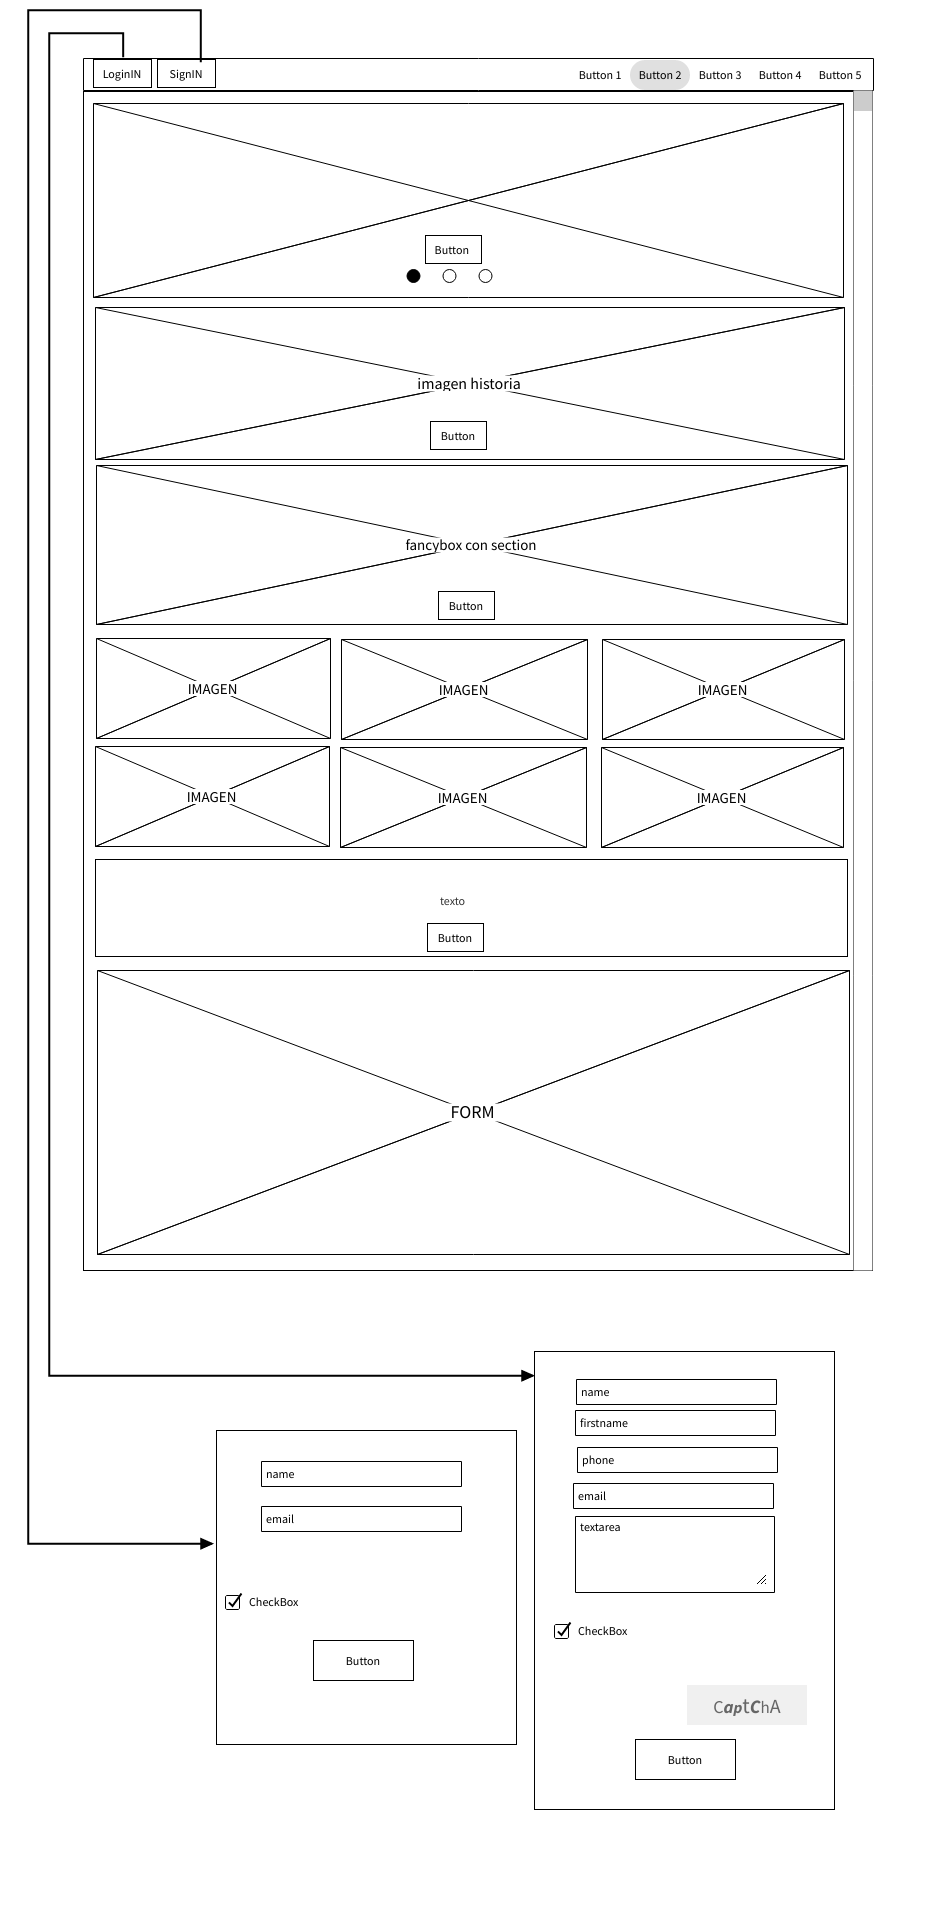 LoginIN SignIN Button 1 Button 2 Button 3 Button 4 Button 5
Button
imagen historia
Button
fancybox con section
Button
IMAGEN IMAGEN IMAGEN
IMAGEN IMAGEN IMAGEN
texto
Button
FORM
name
email
CheckBox
Button
name
firstname
phone
email
textarea
CheckBox
CaptChA
Button